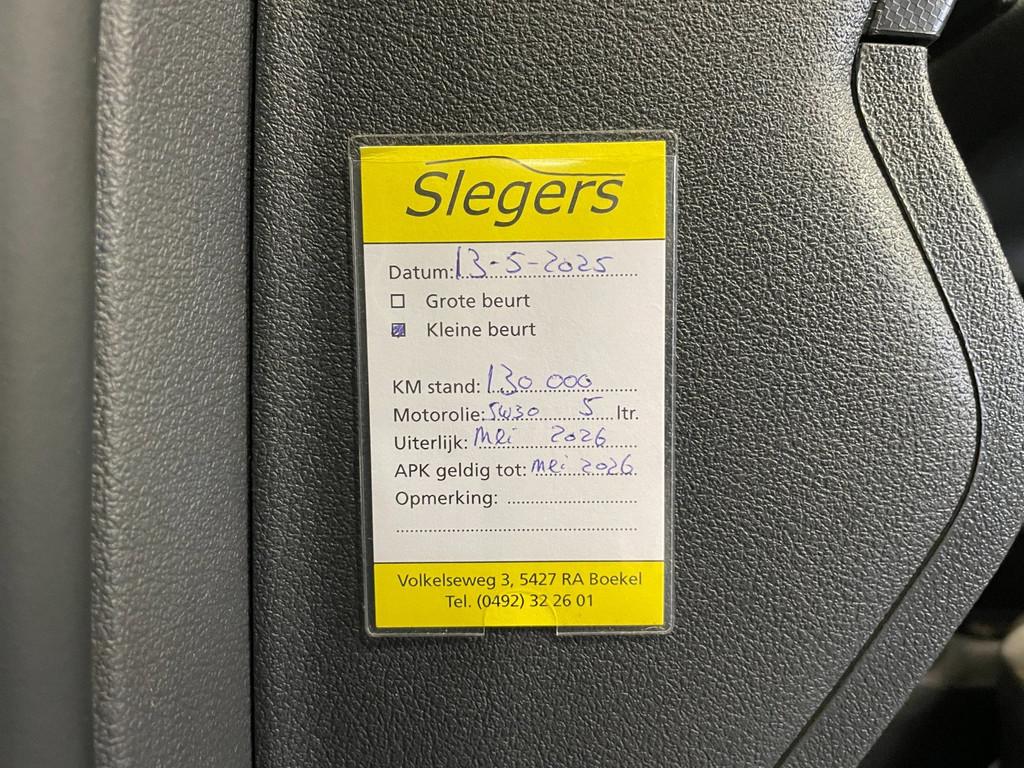 Slegers
Datum: 13-5-2025
Grote beurt
Kleine beurt
KM stand: 130 000
Motorolie: 5W30 5 ltr.
Uiterlijk: Mei 2026
APK geldig tot: mei 2026
Opmerking:
Volkelseweg 3, 5427 RA Boekel
Tel. (0492) 32 26 01